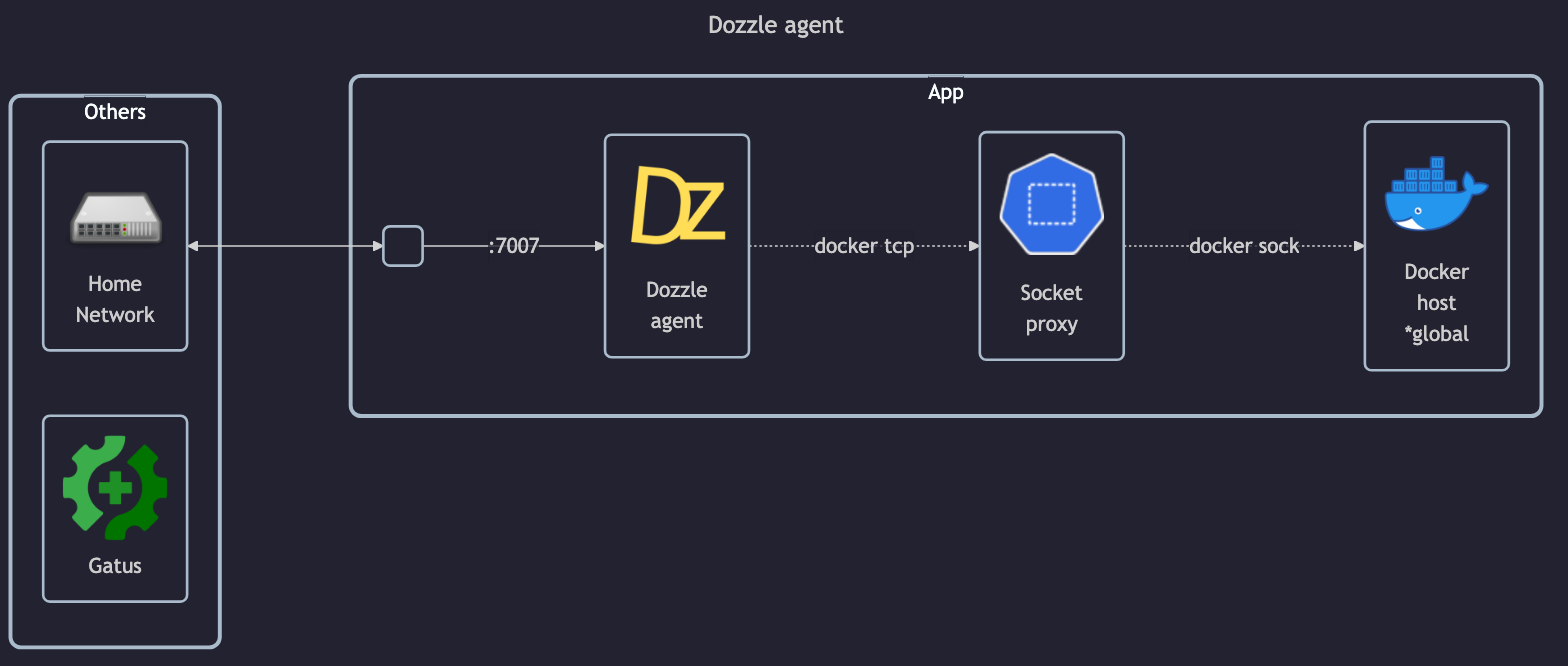 Dozzle agent
Others
App
Home
Network
:7007
Dz
Dozzle
agent
docker tcp
Socket
proxy
docker sock
Docker
host
*global
Gatus